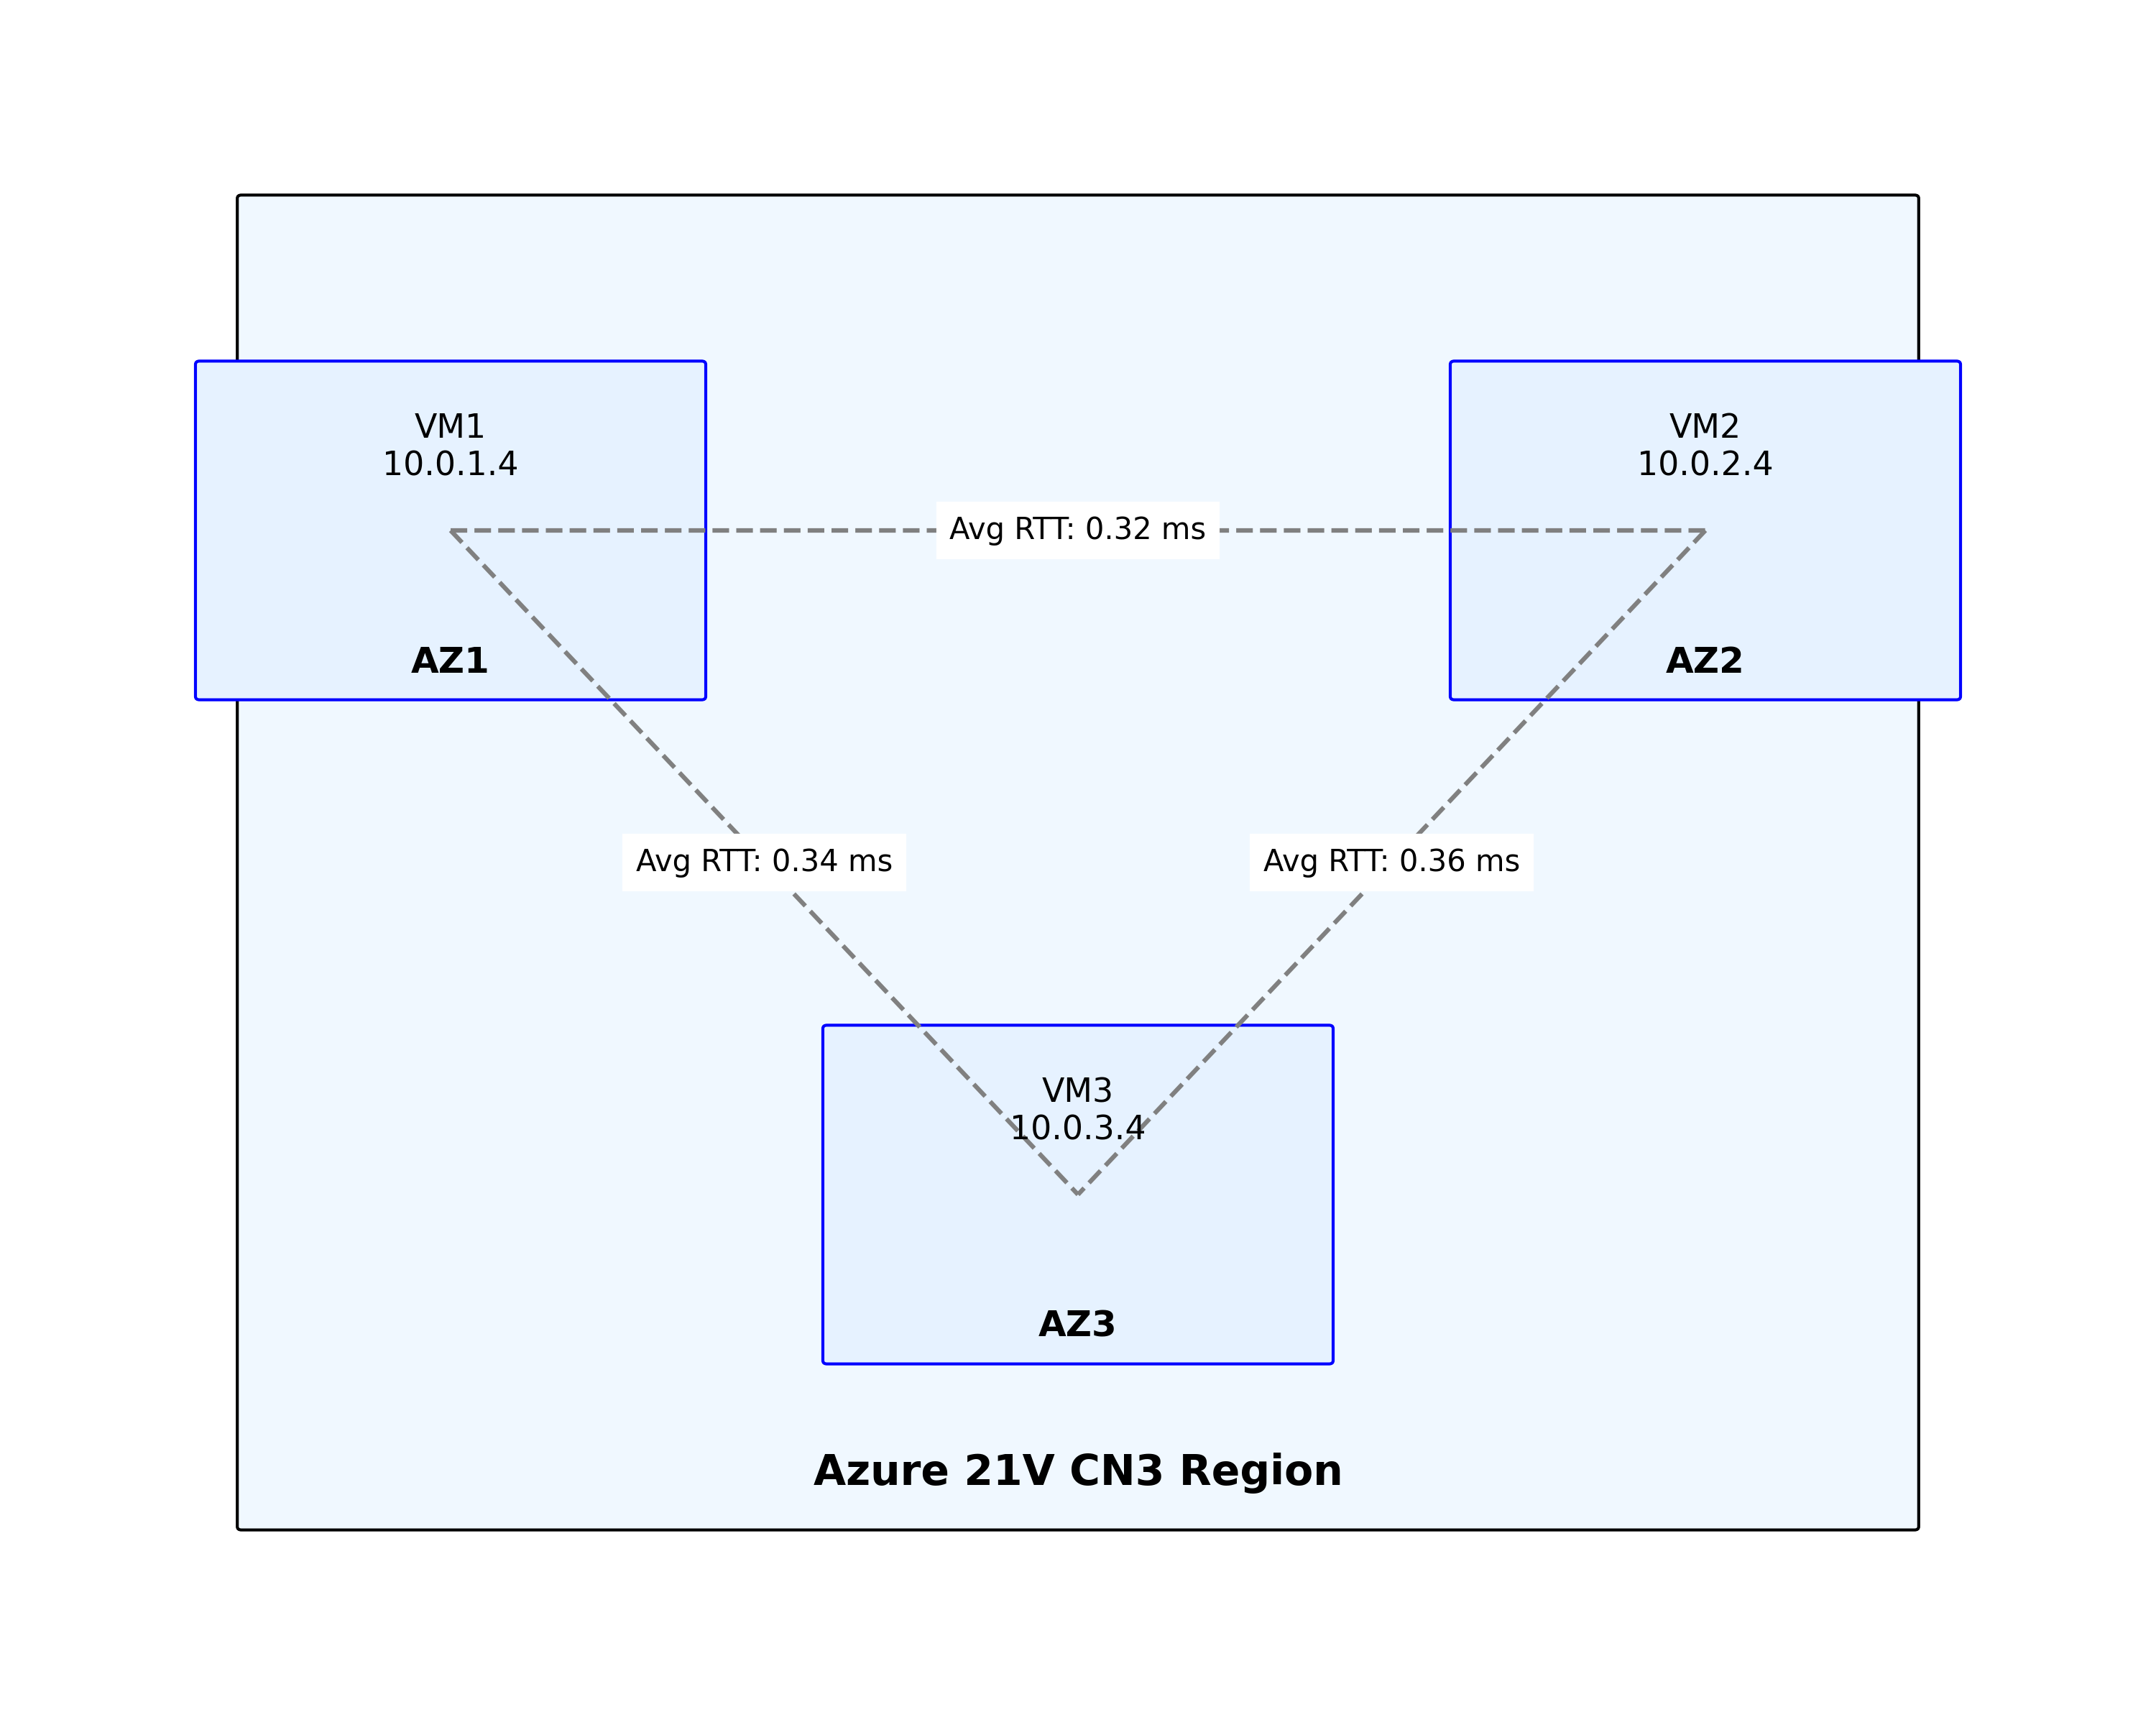 VM1
10.0.1.4
VM2
10.0.2.4
Avg RTT: 0.32 ms
AZ1
AZ2
Avg RTT: 0.34 ms
Avg RTT: 0.36 ms
VM3
10.0.3.4
AZ3
Azure 21V CN3 Region